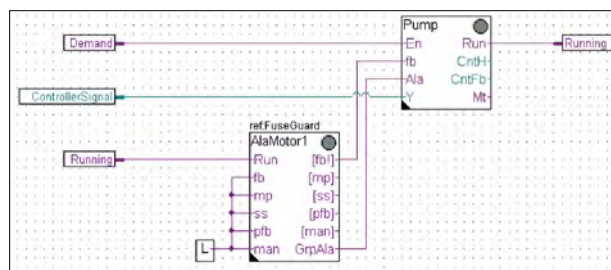 Pump
Demand
En
Run
Running
fb
CntH
Ala
CntFb
ControllerSignal
Y
Mt
ref:FuseGuard
AlaMotor1
Running
Run
[fb!]
fb
[mp]
mp
[ss]
ss
[pfb]
pfb
[man]
L
man
GrpAla